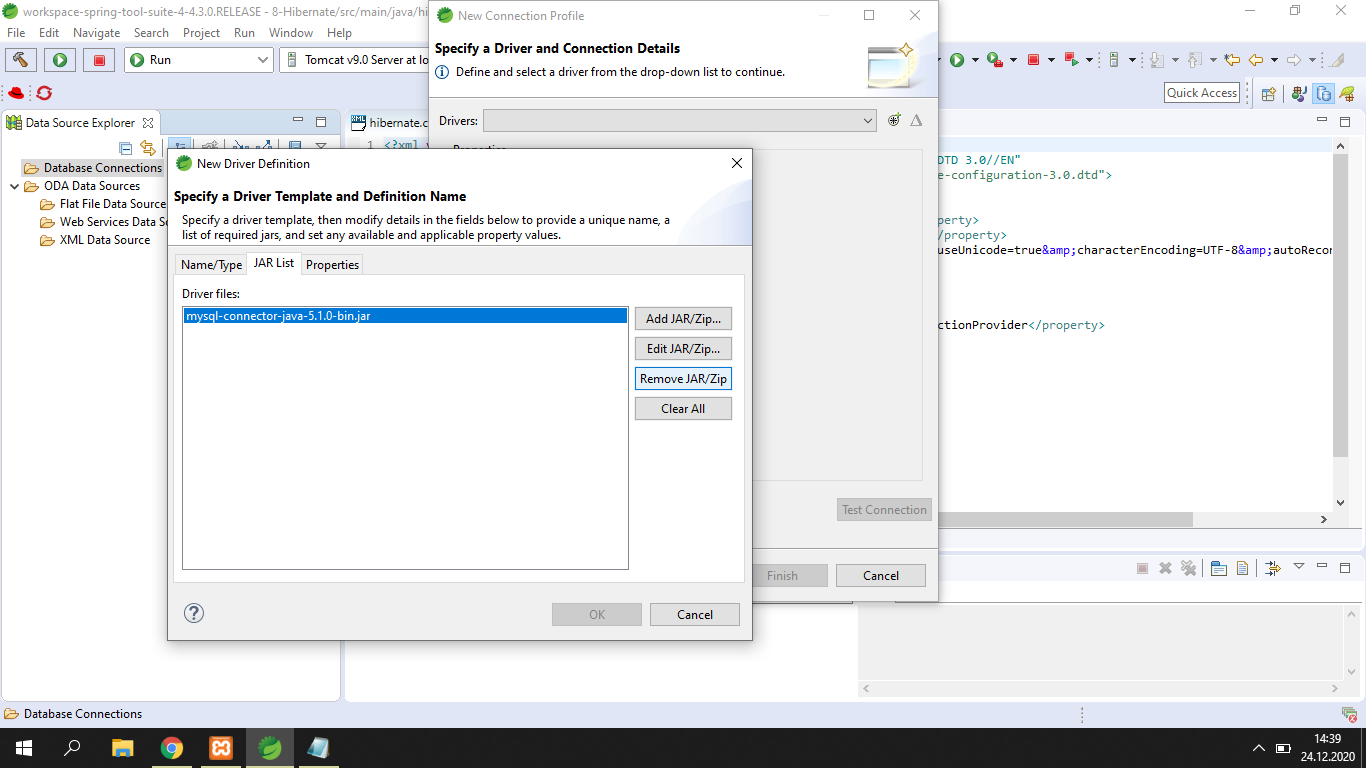 workspace-spring-tool-suite-4-4.3.0.RELEASE - 8-Hibernate/src/main/java/hi
File Edit Navigate Search Project Run Window Help
Run
Tomcat v9.0 Server at lo
Quick Access
New Connection Profile
Specify a Driver and Connection Details
Define and select a driver from the drop-down list to continue.
Drivers:
Properties
Test Connection
Finish
Cancel
Data Source Explorer
Database Connections
ODA Data Sources
Flat File Data Source
Web Services Data S
XML Data Source
hibernate.c
1 <?xml v
DTD 3.0//EN"
e-configuration-3.0.dtd">
perty>
/property>
useUnicode=true&amp;characterEncoding=UTF-8&amp;autoRecor
ctionProvider</property>
New Driver Definition
Specify a Driver Template and Definition Name
Specify a driver template, then modify details in the fields below to provide a unique name, a
list of required jars, and set any available and applicable property values.
Name/Type JAR List Properties
Driver files:
mysql-connector-java-5.1.0-bin.jar
Add JAR/Zip...
Edit JAR/Zip...
Remove JAR/Zip
Clear All
OK
Cancel
Database Connections
14:39
24.12.2020